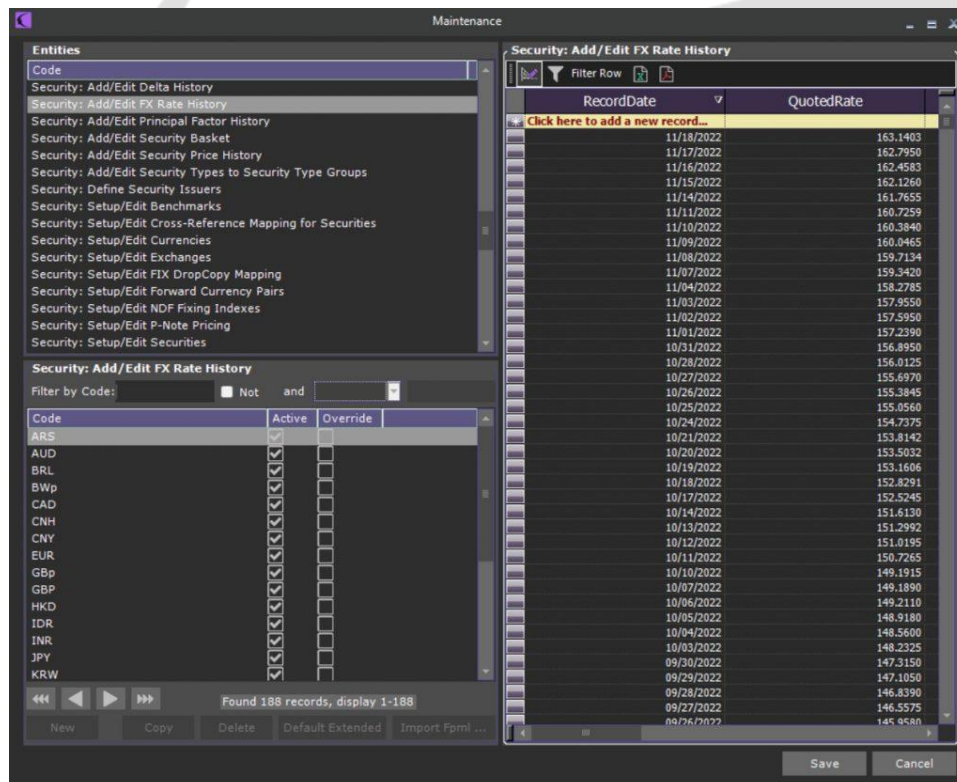 Maintenance
Entities
Code
Security: Add/Edit Delta History
Security: Add/Edit FX Rate History
Security: Add/Edit Principal Factor History
Security: Add/Edit Security Basket
Security: Add/Edit Security Price History
Security: Add/Edit Security Types to Security Type Groups
Security: Define Security Issuers
Security: Setup/Edit Benchmarks
Security: Setup/Edit Cross-Reference Mapping for Securities
Security: Setup/Edit Currencies
Security: Setup/Edit Exchanges
Security: Setup/Edit FIX DropCopy Mapping
Security: Setup/Edit Forward Currency Pairs
Security: Setup/Edit NDF Fixing Indexes
Security: Setup/Edit P-Note Pricing
Security: Setup/Edit Securities
Security: Add/Edit FX Rate History
Filter by Code: Not and
Code Active Override
ARS
AUD
BRL
BWp
CAD
CNH
CNY
EUR
GBp
GBP
HKD
IDR
INR
JPY
KRW
Found 188 records, display 1-188
New Copy Delete Default Extended Import Fpml ...
Security: Add/Edit FX Rate History
Filter Row
RecordDate QuotedRate
Click here to add a new record...
11/18/2022 163.1403
11/17/2022 162.7950
11/16/2022 162.4583
11/15/2022 162.1260
11/14/2022 161.7655
11/11/2022 160.7259
11/10/2022 160.3840
11/09/2022 160.0465
11/08/2022 159.7134
11/07/2022 159.3420
11/04/2022 158.2785
11/03/2022 157.9550
11/02/2022 157.5950
11/01/2022 157.2390
10/31/2022 156.8950
10/28/2022 156.0125
10/27/2022 155.6970
10/26/2022 155.3845
10/25/2022 155.0560
10/24/2022 154.7375
10/21/2022 153.8142
10/20/2022 153.5032
10/19/2022 153.1606
10/18/2022 152.8291
10/17/2022 152.5245
10/14/2022 151.6130
10/13/2022 151.2992
10/12/2022 151.0195
10/11/2022 150.7265
10/10/2022 149.1915
10/07/2022 149.1890
10/06/2022 149.2110
10/05/2022 148.9180
10/04/2022 148.5600
10/03/2022 148.2325
09/30/2022 147.3150
09/29/2022 147.1050
09/28/2022 146.8390
09/27/2022 146.5575
09/26/2022 145.9580
Save Cancel